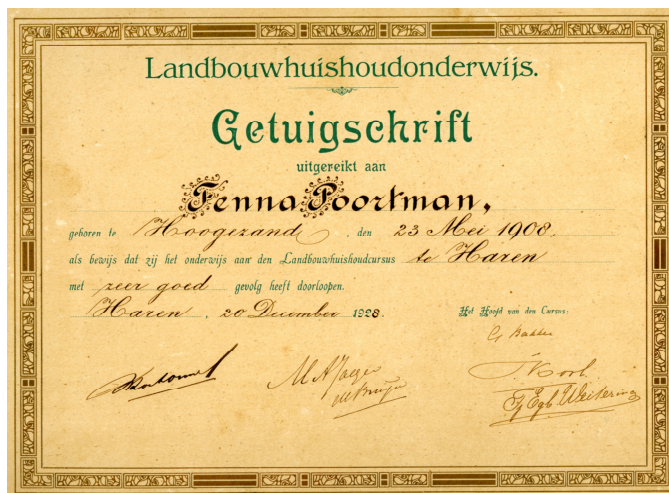 Landbouwhuishoudonderwijs.
Getuigschrift
uitgereikt aan
Fenna Poortman,
geboren te Hoogezand, den 23 Mei 1908.
als bewijs dat zij het onderwijs aan den Landbouwhuishoudcursus te Haren
met zeer goed gevolg heeft doorloopen.
Haren, 20 December 1928.
Het Hoofd van den Cursus:
G Bakker
M A Jaeger